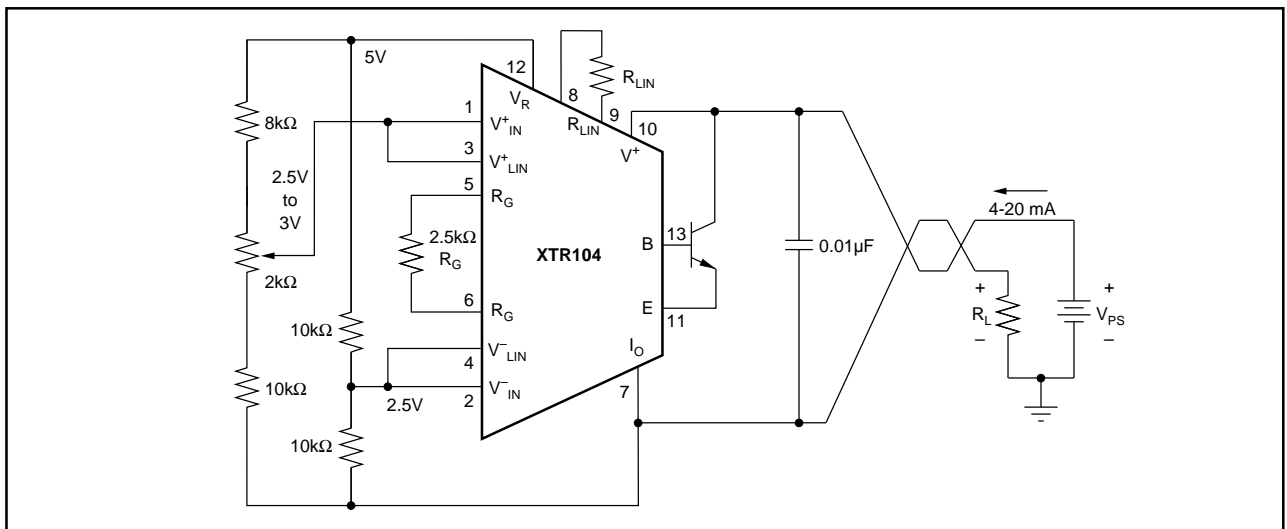 5V
12
V_R
8
R_LIN
9
R_LIN
10
V⁺
8kΩ
1
V⁺_IN
3
V⁺_LIN
2.5V
to
3V
5
R_G
2.5kΩ
R_G
XTR104
B
13
0.01μF
4-20 mA
2kΩ
6
R_G
E
11
+
R_L
–
+
V_PS
–
10kΩ
4
V⁻_LIN
I_O
7
10kΩ
2.5V
2
V⁻_IN
10kΩ